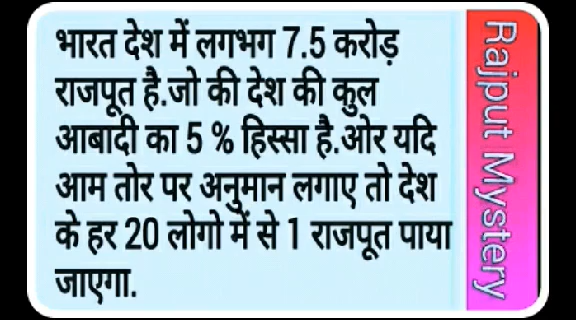 भारत देश में लगभग 7.5 करोड़
राजपूत है.जो की देश की कुल
आबादी का 5 % हिस्सा है.ओर यदि
आम तोर पर अनुमान लगाए तो देश
के हर 20 लोगो में से 1 राजपूत पाया
जाएगा.
Rajput Mystery